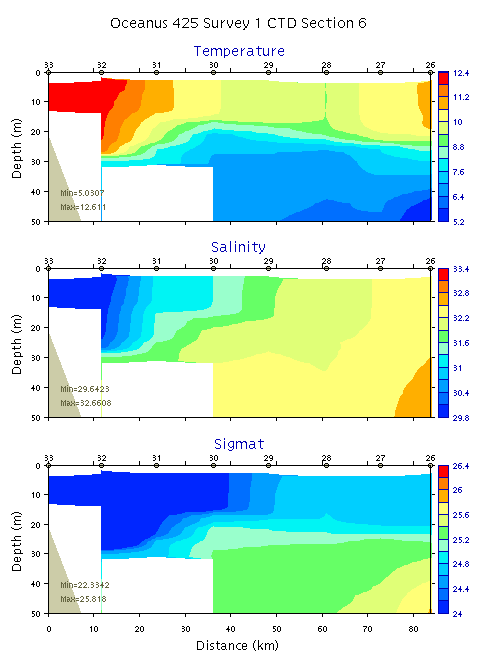 Oceanus 425 Survey 1 CTD Section 6
Temperature
33 32 31 30 29 28 27 26
0
10
20
30
40
50
Depth (m)
Min=5.0307
Max=12.611
12.4
11.2
10
8.8
7.6
6.4
5.2
Salinity
33 32 31 30 29 28 27 26
0
10
20
30
40
50
Depth (m)
Min=29.6423
Max=32.6608
33.4
32.8
32.2
31.6
31
30.4
29.8
Sigmat
33 32 31 30 29 28 27 26
0
10
20
30
40
50
Depth (m)
Min=22.3342
Max=25.818
26.4
26
25.6
25.2
24.8
24.4
24
0 10 20 30 40 50 60 70 80
Distance (km)